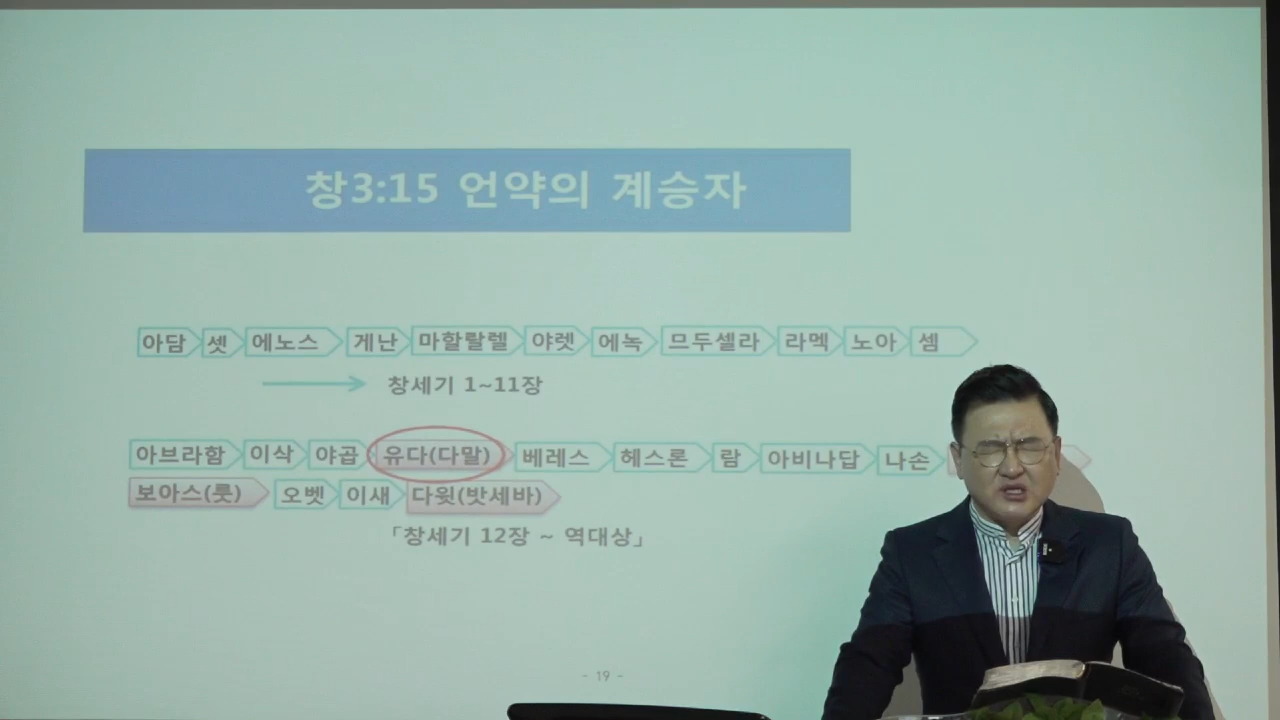 창3:15 언약의 계승자
아담 셋 에노스 게난 마할랄렐 야렛 에녹 므두셀라 라멕 노아 셈
창세기 1~11장
아브라함 이삭 야곱 유다(다말) 베레스 헤스론 람 아비나답 나손
보아스(룻) 오벳 이새 다윗(밧세바)
「창세기 12장 ~ 역대상」
- 19 -